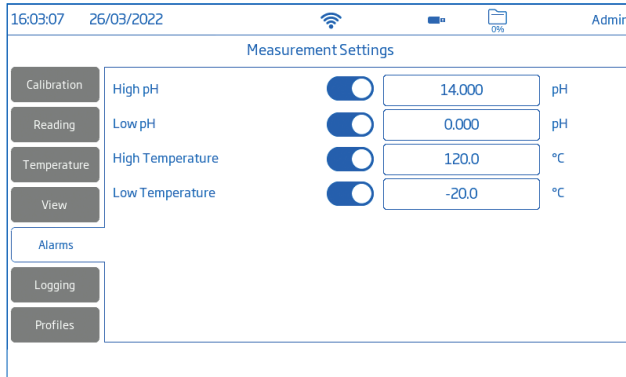 16:03:07 26/03/2022 0% Admin
Measurement Settings
Calibration
High pH 14.000 pH
Reading
Low pH 0.000 pH
Temperature
High Temperature 120.0 °C
View
Low Temperature -20.0 °C
Alarms
Logging
Profiles